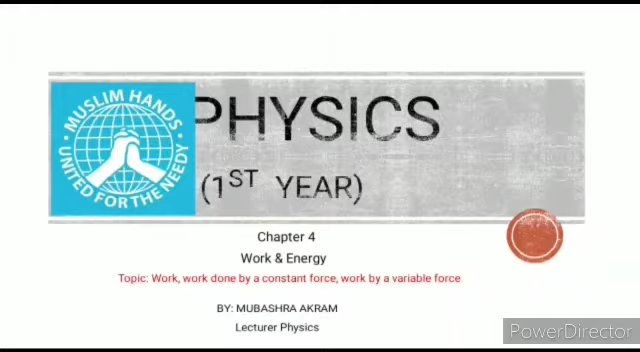 MUSLIM HANDS
UNITED FOR THE NEEDY
PHYSICS
(1ST YEAR)
Chapter 4
Work & Energy
Topic: Work, work done by a constant force, work by a variable force
BY: MUBASHRA AKRAM
Lecturer Physics
PowerDirector